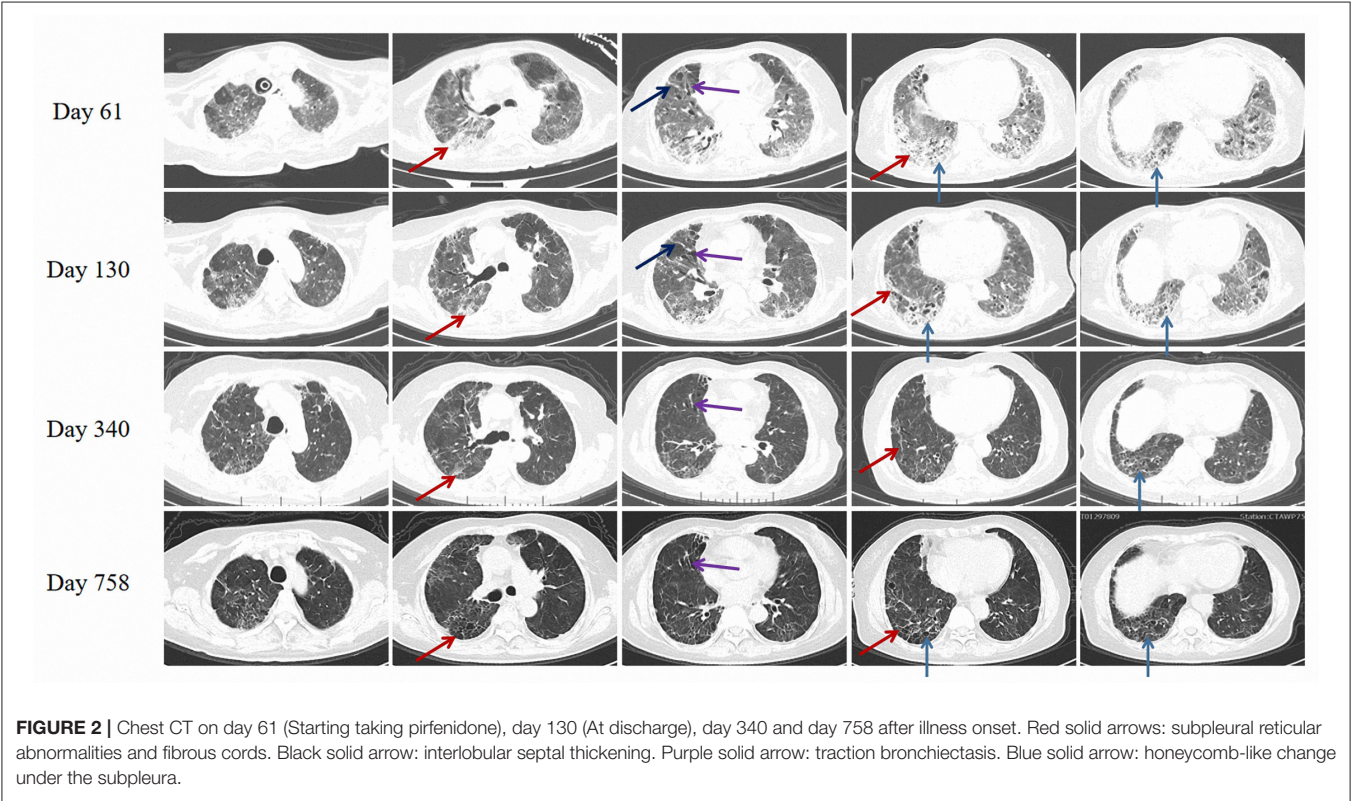 Day 61
Day 130
Day 340
T01297809 Station:CTAWP75
Day 758
FIGURE 2 | Chest CT on day 61 (Starting taking pirfenidone), day 130 (At discharge), day 340 and day 758 after illness onset. Red solid arrows: subpleural reticular
abnormalities and fibrous cords. Black solid arrow: interlobular septal thickening. Purple solid arrow: traction bronchiectasis. Blue solid arrow: honeycomb-like change
under the subpleura.